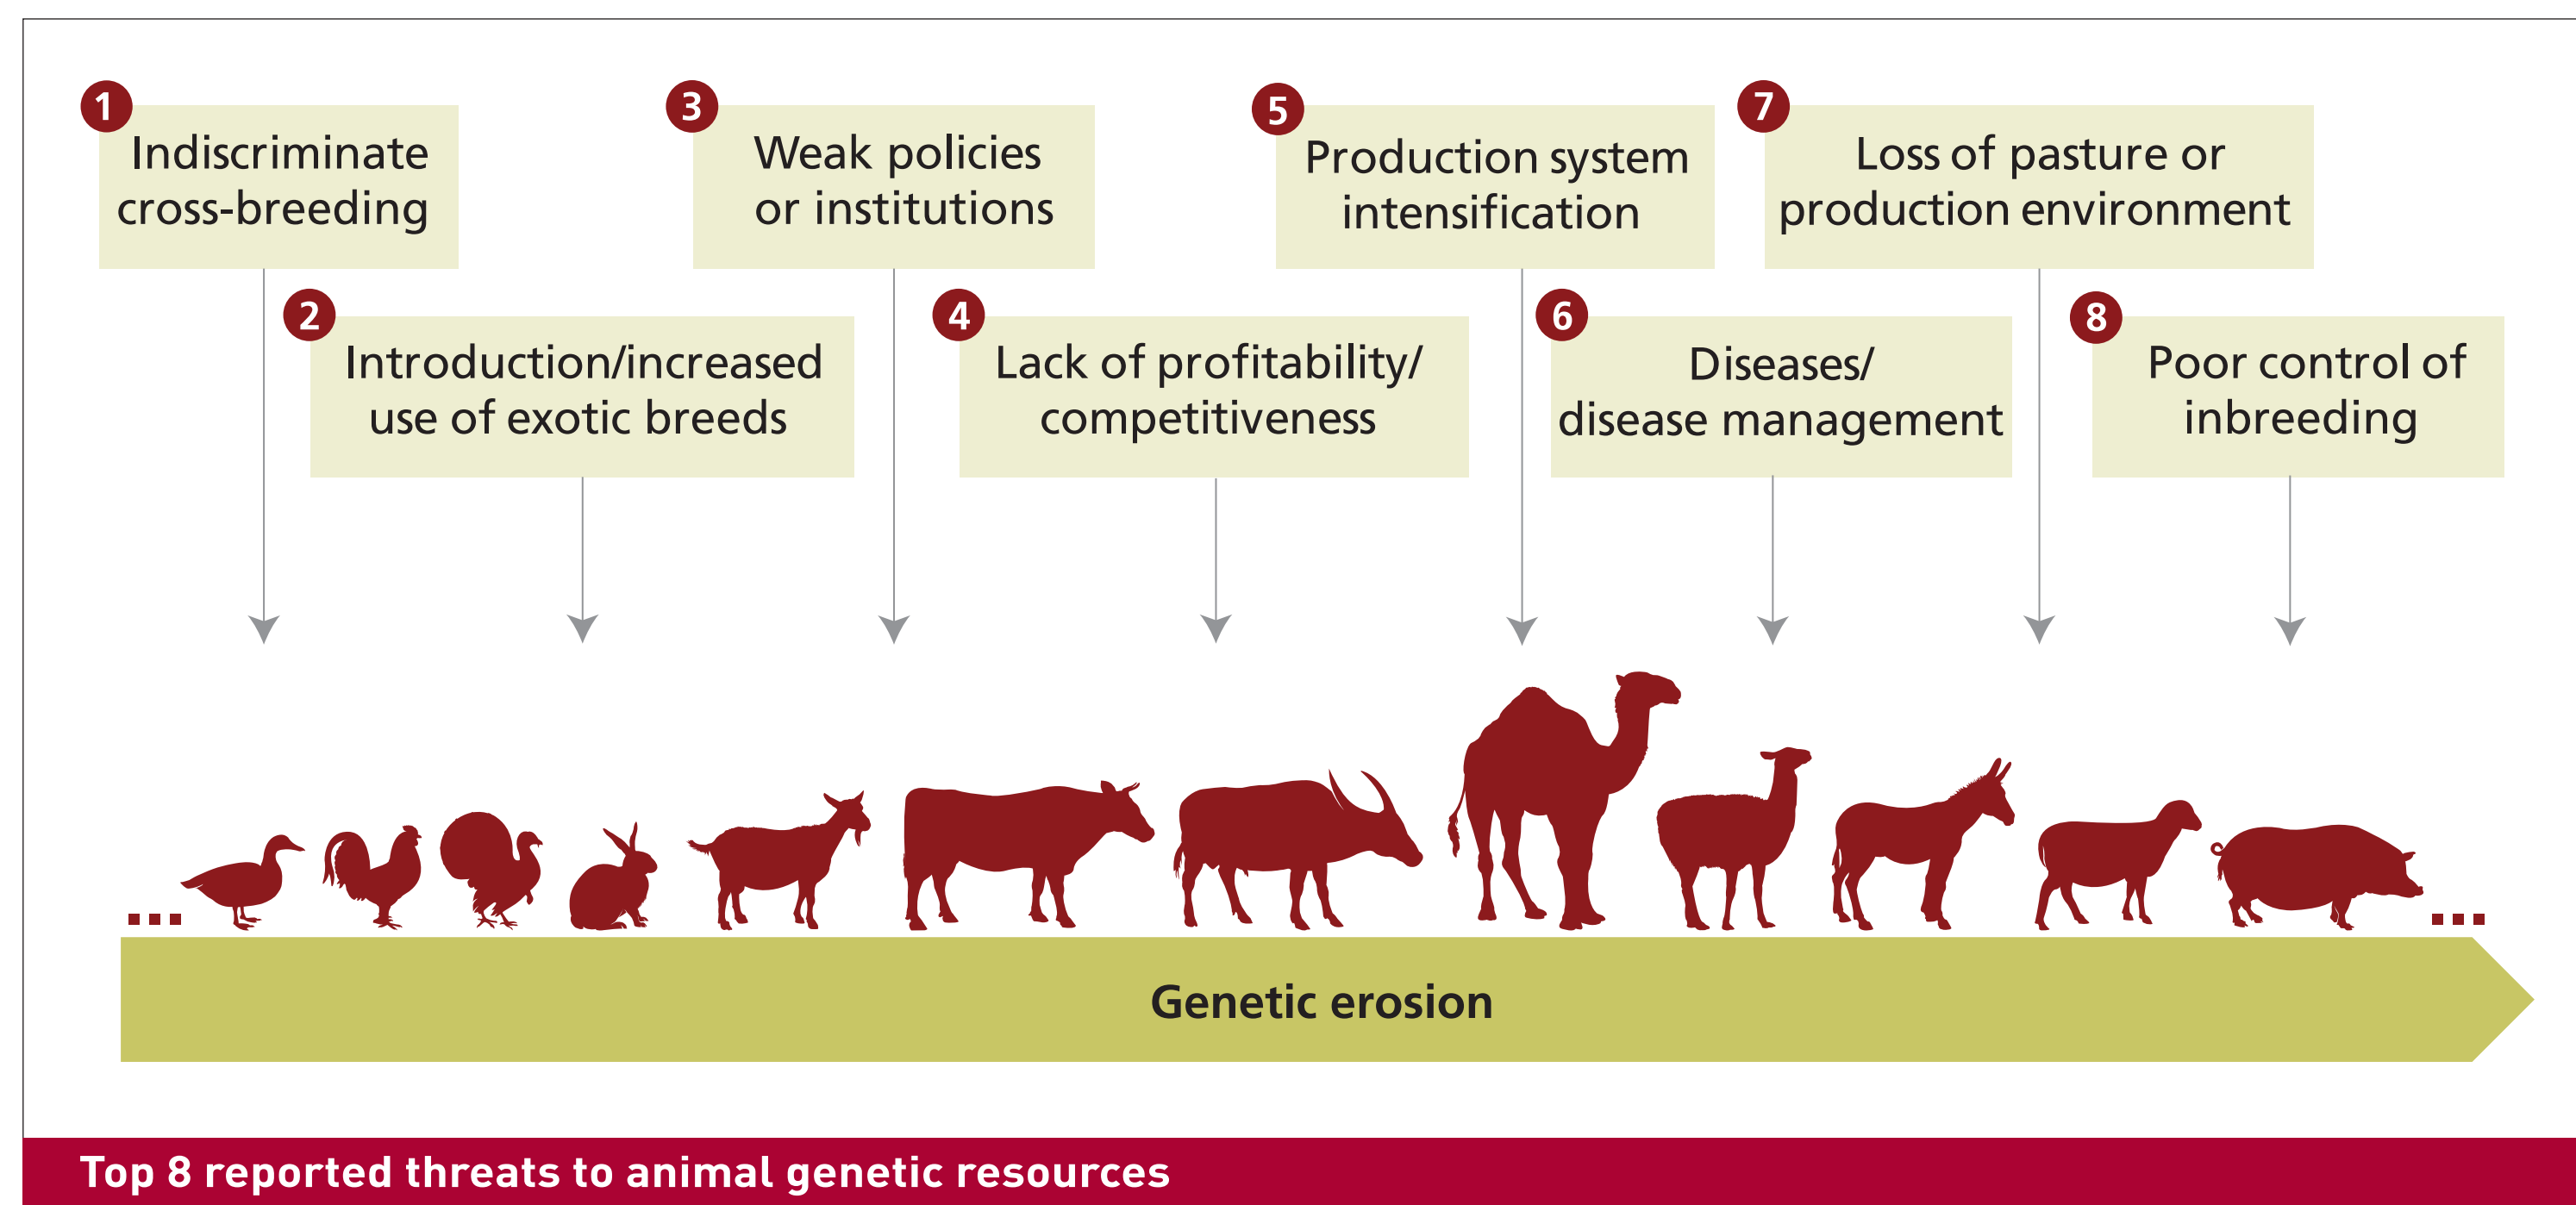 1
Indiscriminate
cross-breeding
2
Introduction/increased
use of exotic breeds
3
Weak policies
or institutions
4
Lack of profitability/
competitiveness
5
Production system
intensification
6
Diseases/
disease management
7
Loss of pasture or
production environment
8
Poor control of
inbreeding
Genetic erosion
Top 8 reported threats to animal genetic resources